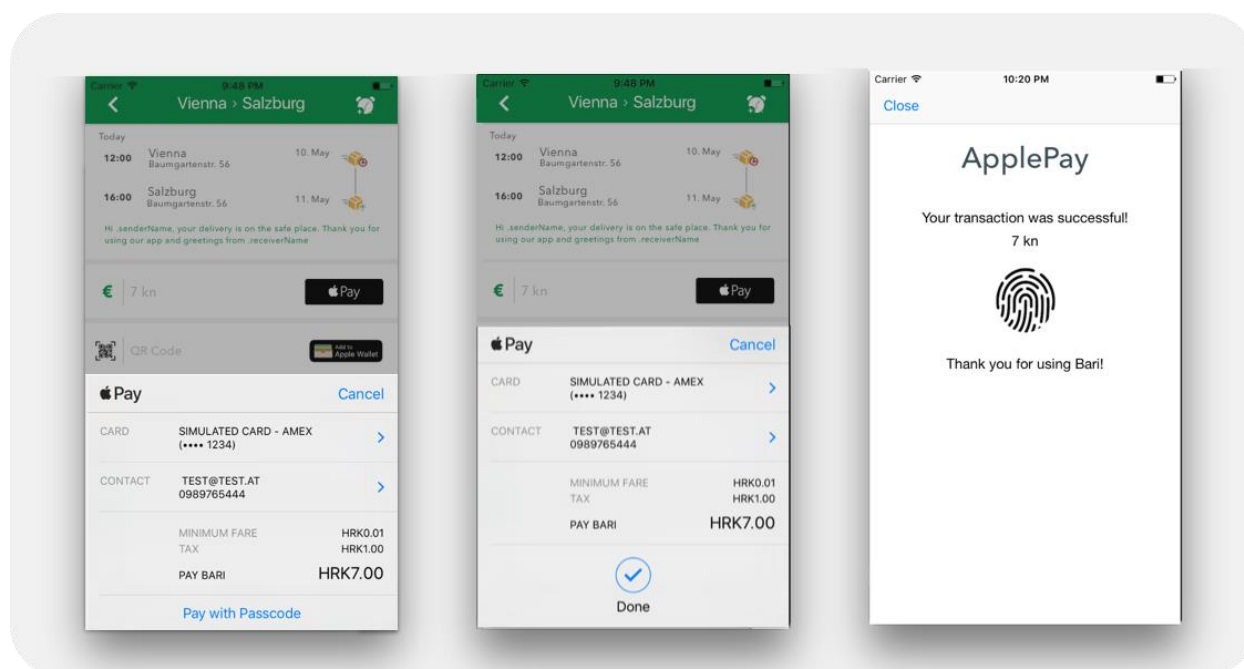 Carrier 9:48 PM
Vienna › Salzburg
Today
12:00 Vienna 10. May
Baumgartenstr. 56
16:00 Salzburg 11. May
Baumgartenstr. 56
Hi .senderName, your delivery is on the safe place. Thank you for
using our app and greetings from .receiverName
€ 7 kn Pay
QR Code Add to
Apple Wallet
Pay Cancel
CARD SIMULATED CARD - AMEX
(•••• 1234)
CONTACT TEST@TEST.AT
0989765444
MINIMUM FARE HRK0.01
TAX HRK1.00
PAY BARI HRK7.00
Pay with Passcode
Carrier 9:48 PM
Vienna › Salzburg
Today
12:00 Vienna 10. May
Baumgartenstr. 56
16:00 Salzburg 11. May
Baumgartenstr. 56
Hi .senderName, your delivery is on the safe place. Thank you for
using our app and greetings from .receiverName
€ 7 kn Pay
Pay Cancel
CARD SIMULATED CARD - AMEX
(•••• 1234)
CONTACT TEST@TEST.AT
0989765444
MINIMUM FARE HRK0.01
TAX HRK1.00
PAY BARI HRK7.00
Done
Carrier 10:20 PM
Close
ApplePay
Your transaction was successful!
7 kn
Thank you for using Bari!